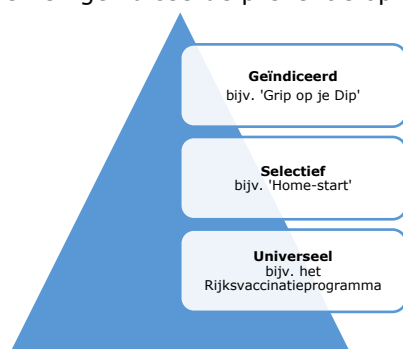 Geïndiceerd
bijv. 'Grip op je Dip'
Selectief
bijv. 'Home-start'
Universeel
bijv. het
Rijksvaccinatieprogramma